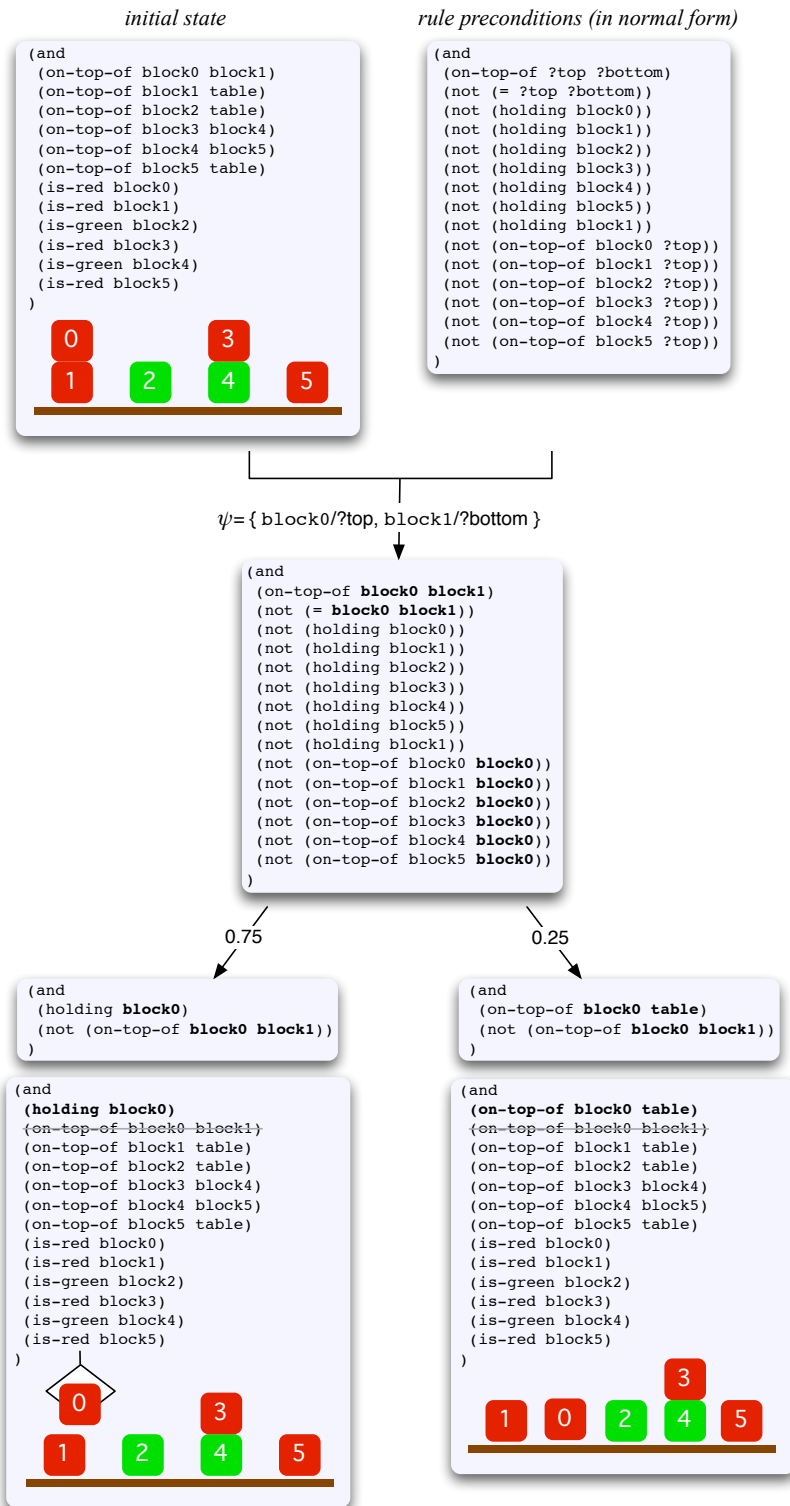 initial state
(and
(on-top-of block0 block1)
(on-top-of block1 table)
(on-top-of block2 table)
(on-top-of block3 block4)
(on-top-of block4 block5)
(on-top-of block5 table)
(is-red block0)
(is-red block1)
(is-green block2)
(is-red block3)
(is-green block4)
(is-red block5)
)
0 3
1 2 4 5
rule preconditions (in normal form)
(and
(on-top-of ?top ?bottom)
(not (= ?top ?bottom))
(not (holding block0))
(not (holding block1))
(not (holding block2))
(not (holding block3))
(not (holding block4))
(not (holding block5))
(not (holding block1))
(not (on-top-of block0 ?top))
(not (on-top-of block1 ?top))
(not (on-top-of block2 ?top))
(not (on-top-of block3 ?top))
(not (on-top-of block4 ?top))
(not (on-top-of block5 ?top))
)
ψ= { block0/?top, block1/?bottom }
(and
(on-top-of block0 block1)
(not (= block0 block1))
(not (holding block0))
(not (holding block1))
(not (holding block2))
(not (holding block3))
(not (holding block4))
(not (holding block5))
(not (holding block1))
(not (on-top-of block0 block0))
(not (on-top-of block1 block0))
(not (on-top-of block2 block0))
(not (on-top-of block3 block0))
(not (on-top-of block4 block0))
(not (on-top-of block5 block0))
)
0.75
0.25
(and
(holding block0)
(not (on-top-of block0 block1))
)
(and
(holding block0)
(on-top-of block0 block1)
(on-top-of block1 table)
(on-top-of block2 table)
(on-top-of block3 block4)
(on-top-of block4 block5)
(on-top-of block5 table)
(is-red block0)
(is-red block1)
(is-green block2)
(is-red block3)
(is-green block4)
(is-red block5)
)
0 3
1 2 4 5
(and
(on-top-of block0 table)
(not (on-top-of block0 block1))
)
(and
(on-top-of block0 table)
(on-top-of block0 block1)
(on-top-of block1 table)
(on-top-of block2 table)
(on-top-of block3 block4)
(on-top-of block4 block5)
(on-top-of block5 table)
(is-red block0)
(is-red block1)
(is-green block2)
(is-red block3)
(is-green block4)
(is-red block5)
)
3
1 0 2 4 5